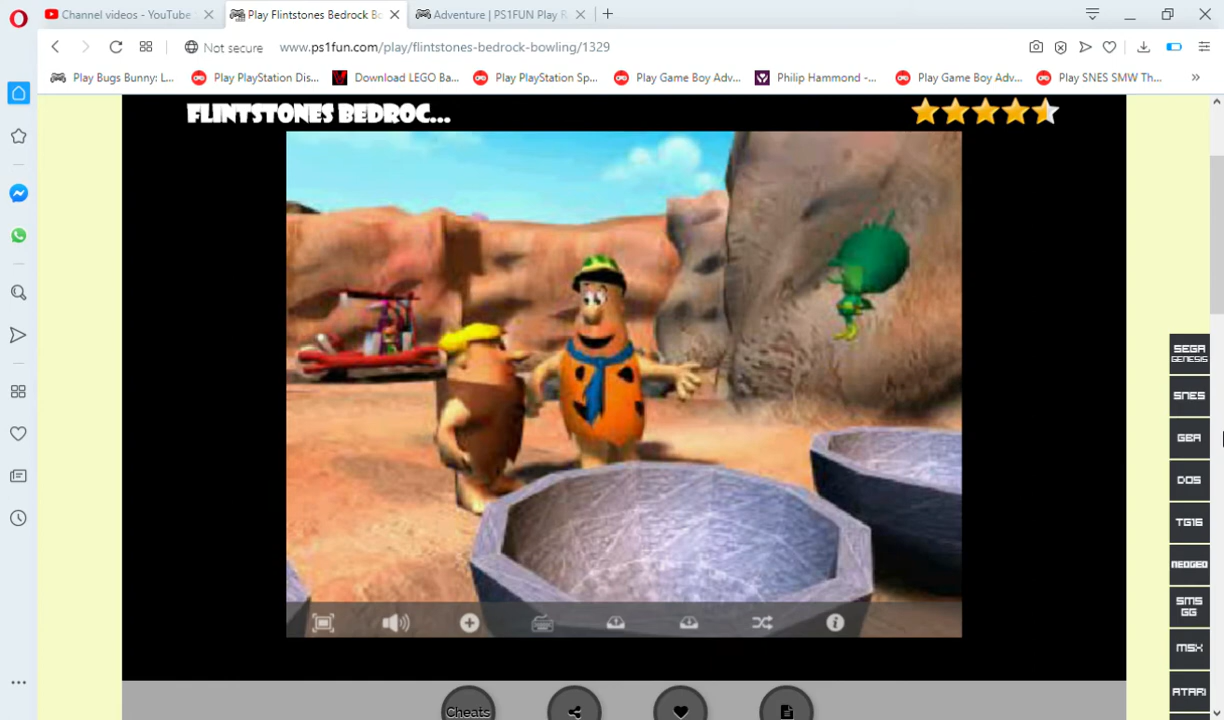 Channel videos - YouTube
Play Flintstones Bedrock Bo
Adventure | PS1FUN Play R
Not secure
www.ps1fun.com/play/flintstones-bedrock-bowling/1329
Play Bugs Bunny: L...
Play PlayStation Dis...
Download LEGO Ba...
Play PlayStation Sp...
Play Game Boy Adv...
Philip Hammond -...
Play Game Boy Adv...
Play SNES SMW Th...
FLINTSTONES BEDROC...
SEGA
GENESIS
SNES
GBA
DOS
TG16
NEOGEO
SMS
GG
MSX
ATARI
Cheats